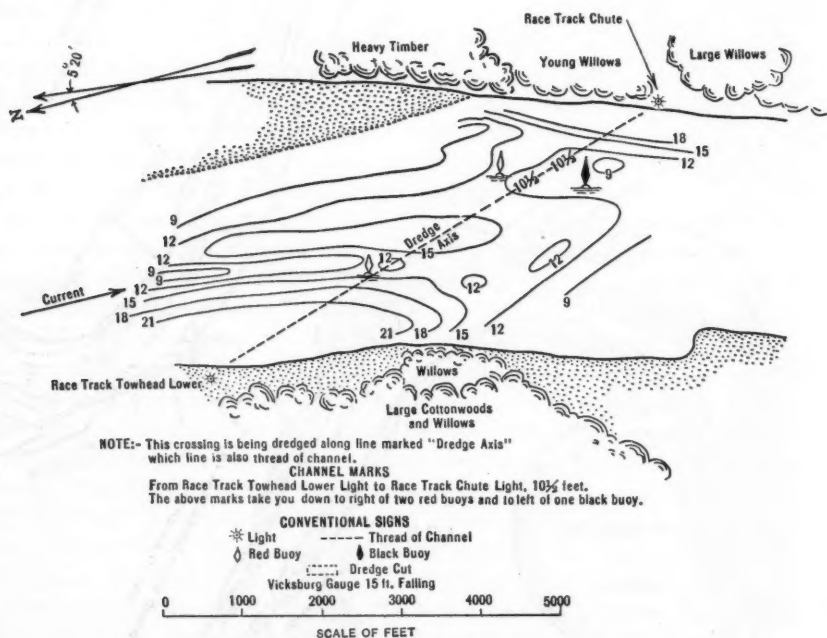 Race Track Chute
Heavy Timber
Young Willows
Large Willows
5°20'
N
18
15
12
10½ 10½
9
9
12
Dredge Axis
12
15
12
9
9
12
12
12
15
9
Current
18
21
21
18
15
12
Race Track Towhead Lower
Willows
Large Cottonwoods
and Willows
NOTE:- This crossing is being dredged along line marked "Dredge Axis"
which line is also thread of channel.
CHANNEL MARKS
From Race Track Towhead Lower Light to Race Track Chute Light, 10½ feet.
The above marks take you down to right of two red buoys and to left of one black buoy.
CONVENTIONAL SIGNS
Light Thread of Channel
Red Buoy Black Buoy
Dredge Cut
Vicksburg Gauge 15 ft. Falling
0 1000 2000 3000 4000 5000
SCALE OF FEET